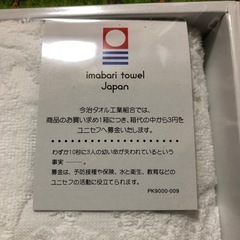 imabari towel
Japan
今治タオル工業組合では、
商品のお買い求め1箱につき、箱代の中から3円を
ユニセフへ募金いたします。
わずか10秒に3人の幼い命が失われているという
事実―――。
募金は、予防接種や保険、水と衛生、教育などの
ユニセフの活動に役立てられます。
PK9000-009